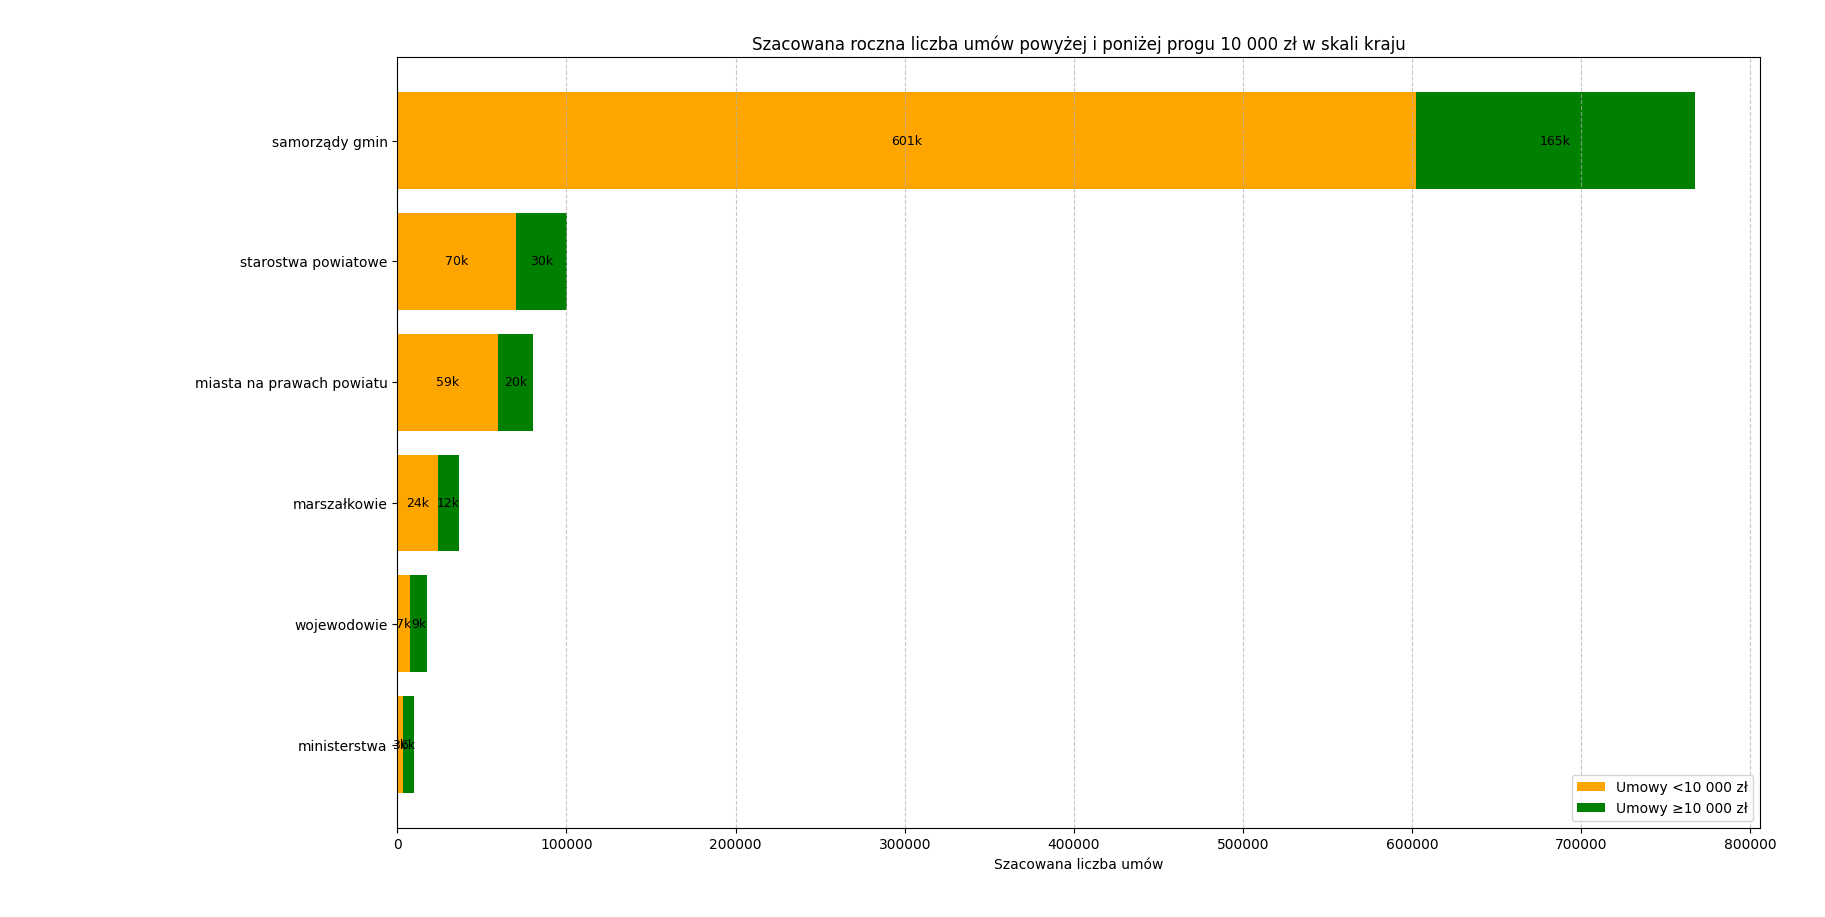 Szacowana roczna liczba umów powyżej i poniżej progu 10 000 zł w skali kraju
samorządy gmin
601k
165k
starostwa powiatowe
70k
30k
miasta na prawach powiatu
59k
20k
marszałkowie
24k
12k
wojewodowie
7k
9k
ministerstwa
3k
6k
Umowy <10 000 zł
Umowy ≥10 000 zł
0 100000 200000 300000 400000 500000 600000 700000 800000
Szacowana liczba umów